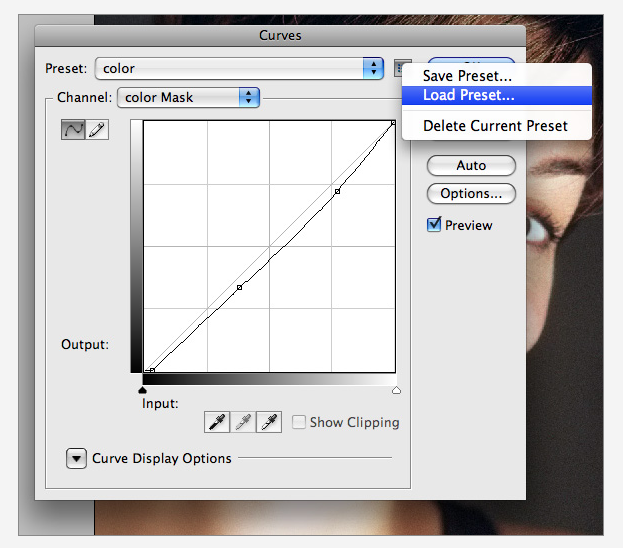 Curves
Preset: color
Save Preset...
Load Preset...
Delete Current Preset
Channel: color Mask
Auto
Options...
Preview
Output:
Input:
Show Clipping
Curve Display Options